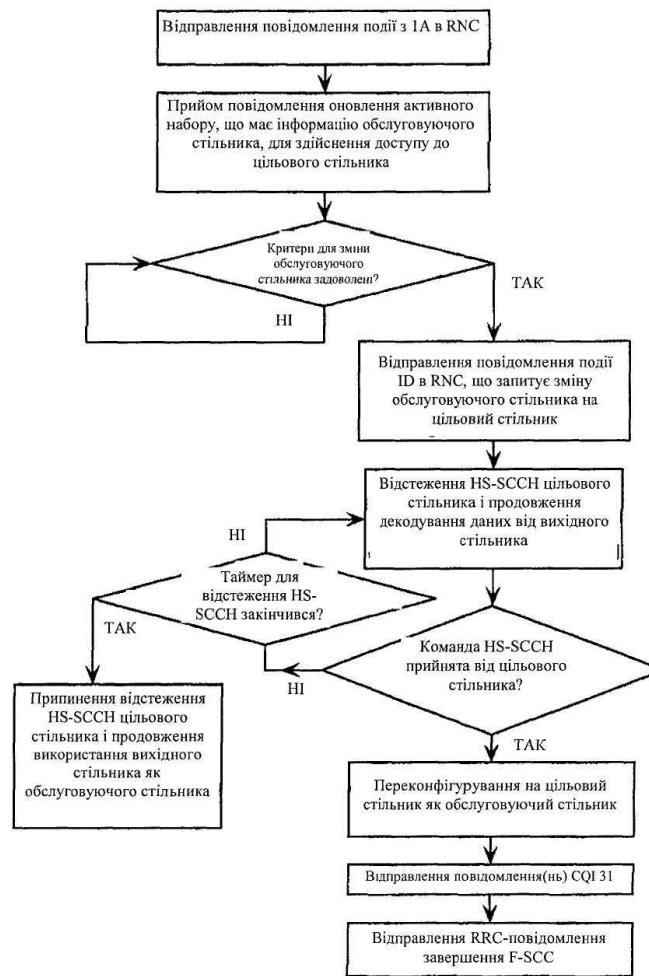 Відправлення повідомлення події з 1А в RNC
Прийом повідомлення оновлення активного
набору, що має інформацію обслуговуючого
стільника, для здійснення доступу до
цільового стільника
Критери для зміни
обслуговуючого
стільника задоволені?
ТАК
НІ
Відправлення повідомлення події
ID в RNC, що запитує зміну
обслуговуючого стільника на
цільовий стільник
Відстеження HS-SCCH цільового
стільника і продовження
декодування даних від вихідного
стільника
НІ
Таймер для
відстеження HS-
SCCH закінчився?
ТАК
Команда HS-SCCH
прийнята від цільового
стільника?
НІ
ТАК
Припинення відстеження
HS-SCCH цільового
стільника і продовження
використання вихідного
стільника як
обслуговуючого стільника
Переконфігурування на цільовий
стільник як обслуговуючий стільник
Відправлення повідомлення(нь) CQI 31
Відправлення RRC-повідомлення
завершення F-SCC